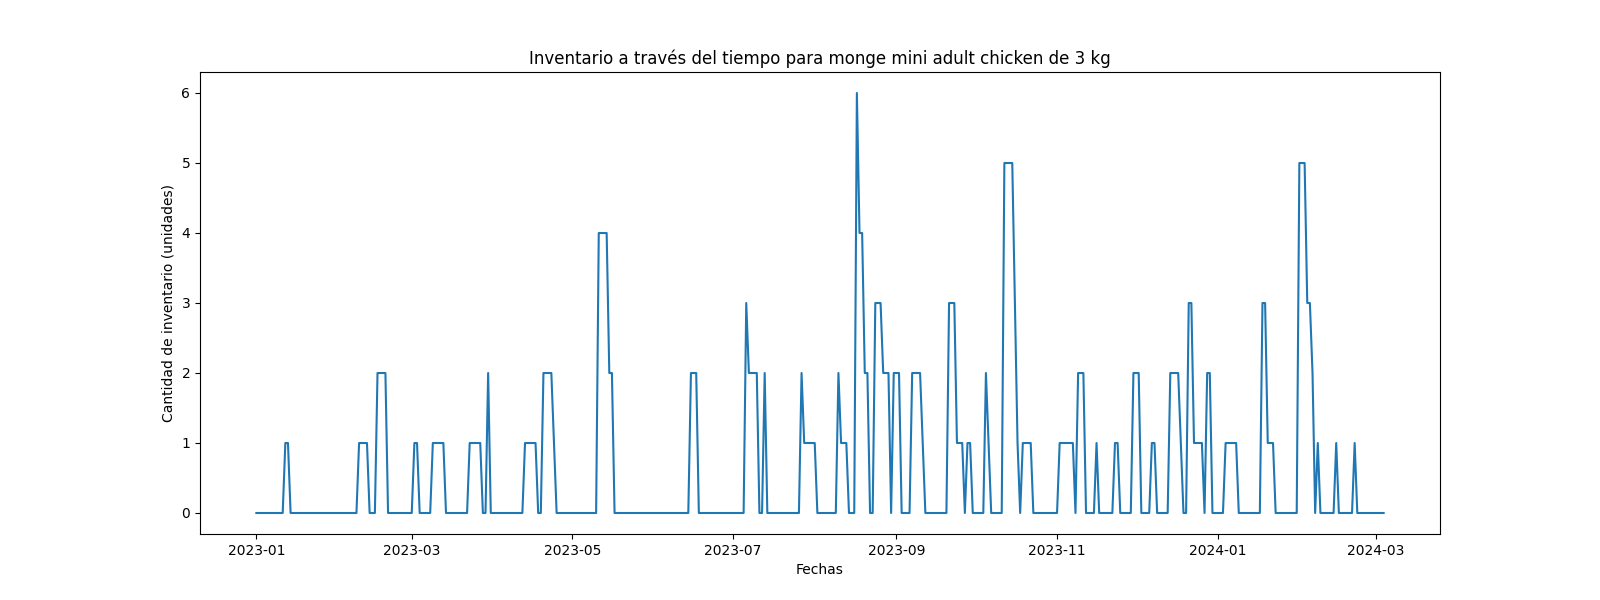 Inventario a través del tiempo para monge mini adult chicken de 3 kg
Cantidad de inventario (unidades)
6
5
4
3
2
1
0
2023-01 2023-03 2023-05 2023-07 2023-09 2023-11 2024-01 2024-03
Fechas